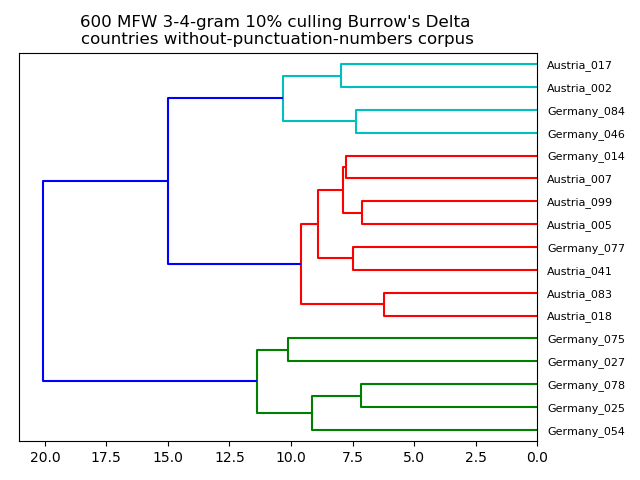 600 MFW 3-4-gram 10% culling Burrow's Delta
countries without-punctuation-numbers corpus
Austria_017
Austria_002
Germany_084
Germany_046
Germany_014
Austria_007
Austria_099
Austria_005
Germany_077
Austria_041
Austria_083
Austria_018
Germany_075
Germany_027
Germany_078
Germany_025
Germany_054
20.0 17.5 15.0 12.5 10.0 7.5 5.0 2.5 0.0